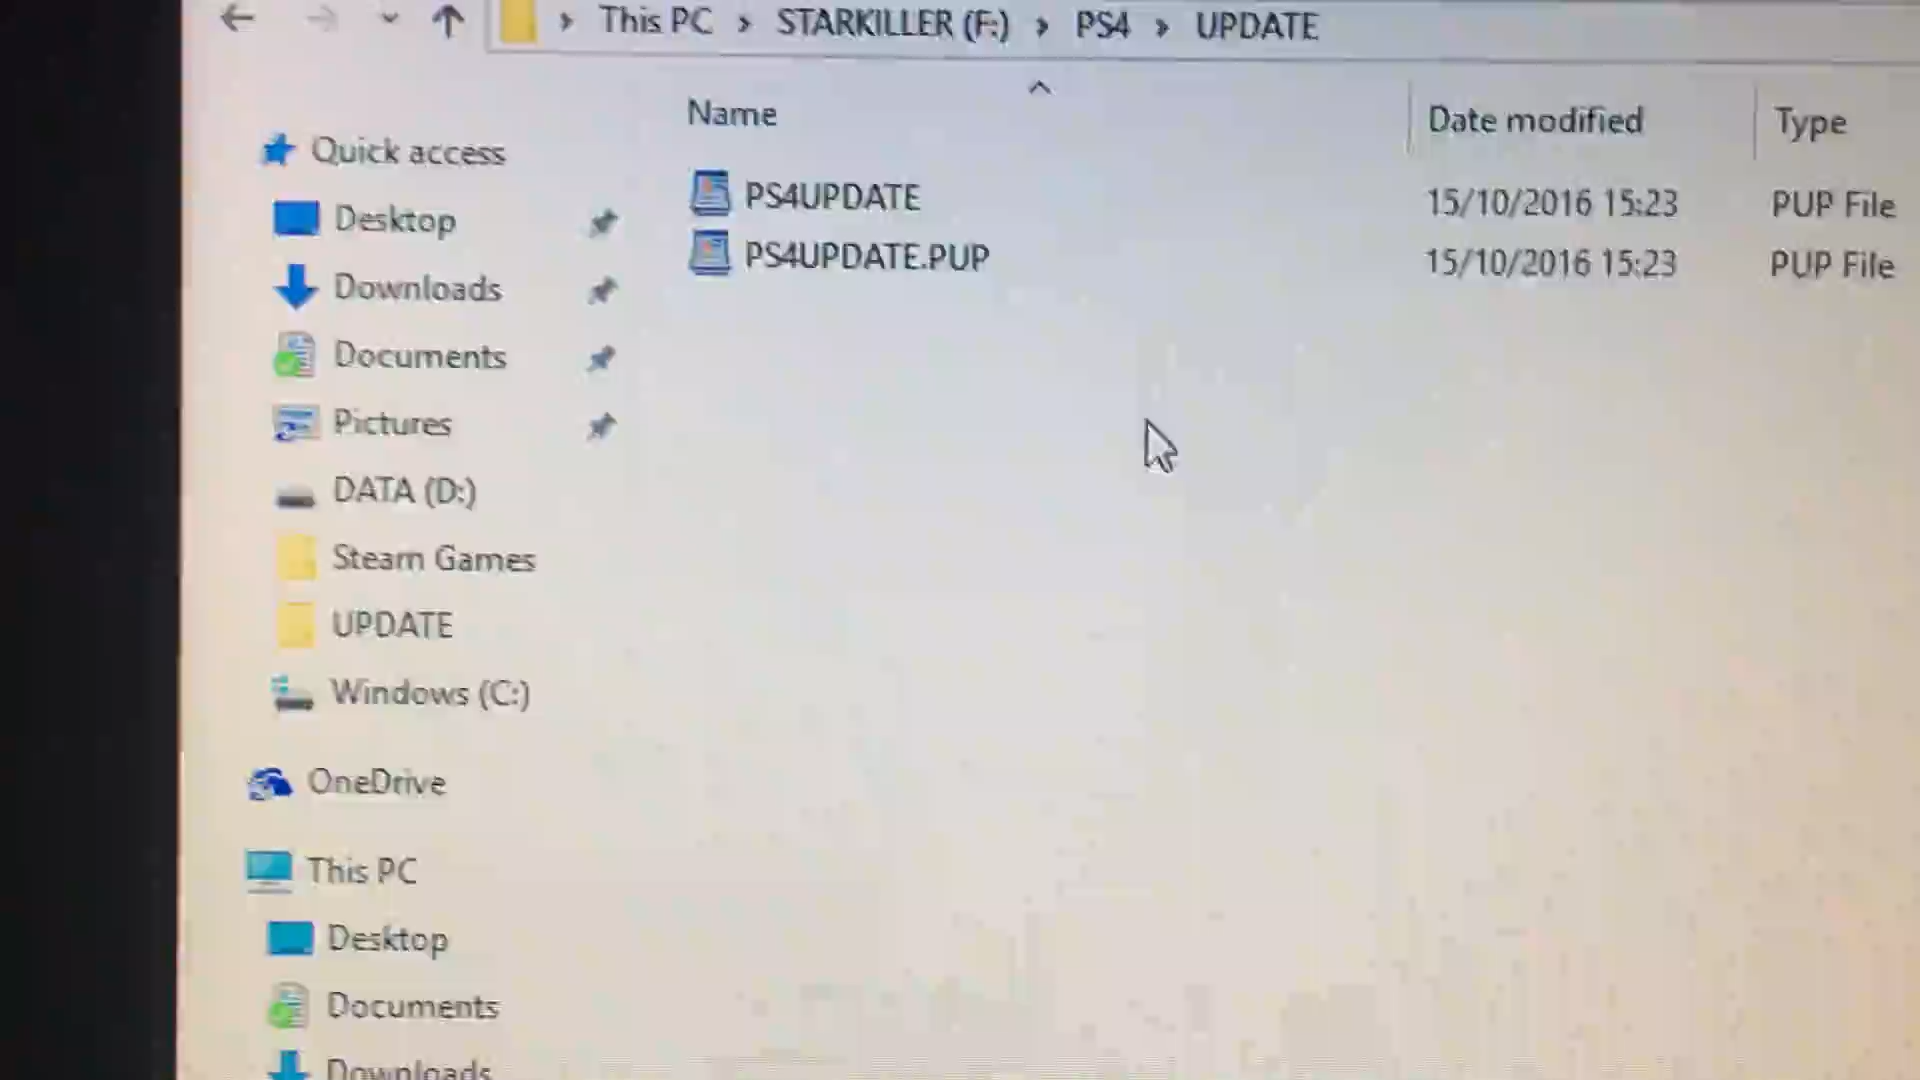 This PC > STARKILLER (F:) > PS4 > UPDATE
Name
Date modified
Type
PS4UPDATE
15/10/2016 15:23
PUP File
PS4UPDATE.PUP
15/10/2016 15:23
PUP File
Quick access
Desktop
Downloads
Documents
Pictures
DATA (D:)
Steam Games
UPDATE
Windows (C:)
OneDrive
This PC
Desktop
Documents
Downloads